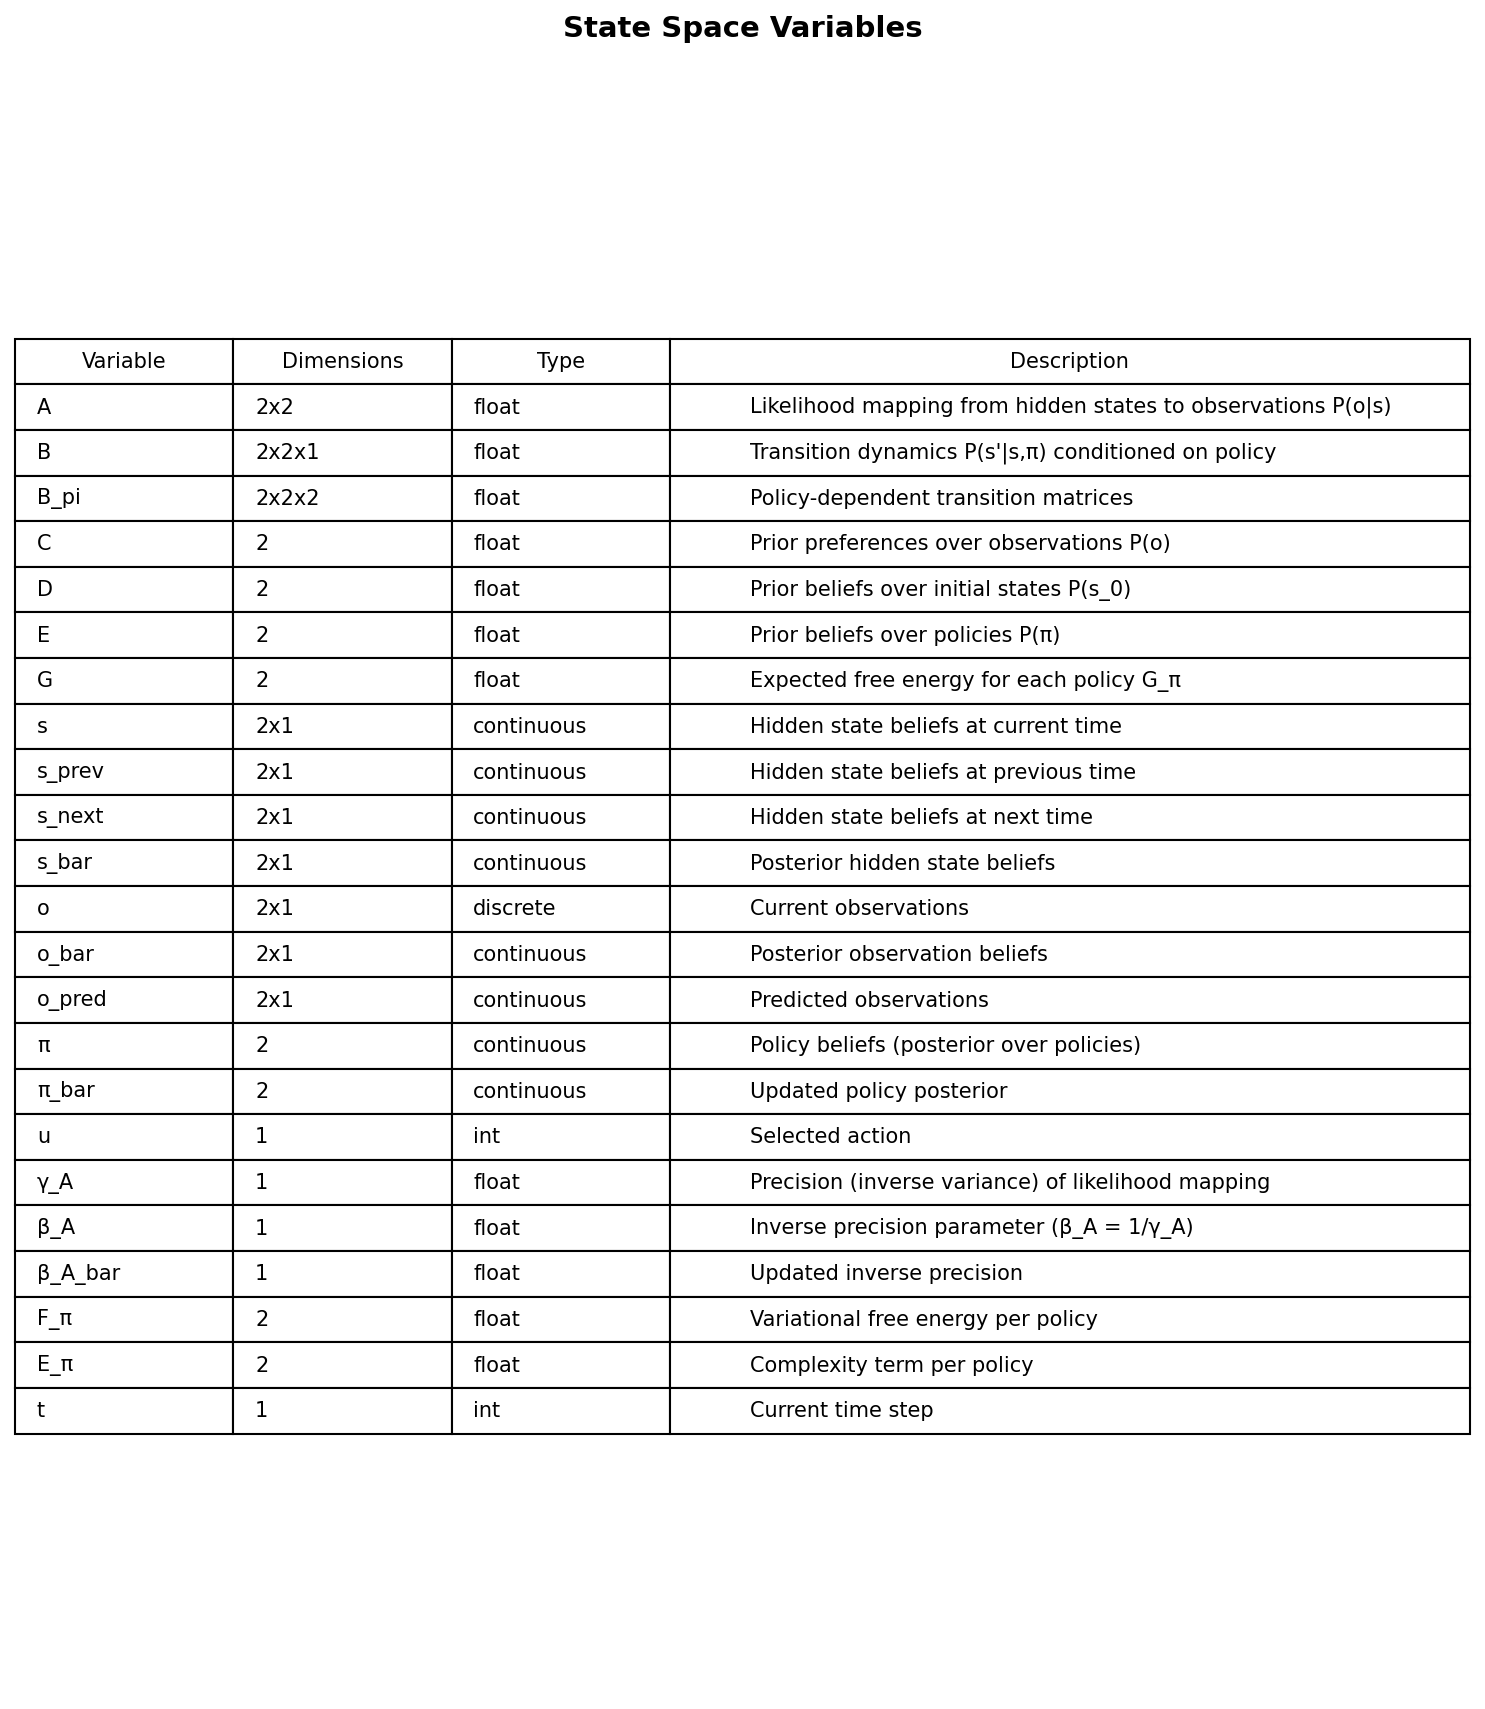 State Space Variables
Variable Dimensions Type Description
A 2x2 float Likelihood mapping from hidden states to observations P(o|s)
B 2x2x1 float Transition dynamics P(s'|s,π) conditioned on policy
B_pi 2x2x2 float Policy-dependent transition matrices
C 2 float Prior preferences over observations P(o)
D 2 float Prior beliefs over initial states P(s_0)
E 2 float Prior beliefs over policies P(π)
G 2 float Expected free energy for each policy G_π
s 2x1 continuous Hidden state beliefs at current time
s_prev 2x1 continuous Hidden state beliefs at previous time
s_next 2x1 continuous Hidden state beliefs at next time
s_bar 2x1 continuous Posterior hidden state beliefs
o 2x1 discrete Current observations
o_bar 2x1 continuous Posterior observation beliefs
o_pred 2x1 continuous Predicted observations
π 2 continuous Policy beliefs (posterior over policies)
π_bar 2 continuous Updated policy posterior
u 1 int Selected action
γ_A 1 float Precision (inverse variance) of likelihood mapping
β_A 1 float Inverse precision parameter (β_A = 1/γ_A)
β_A_bar 1 float Updated inverse precision
F_π 2 float Variational free energy per policy
E_π 2 float Complexity term per policy
t 1 int Current time step